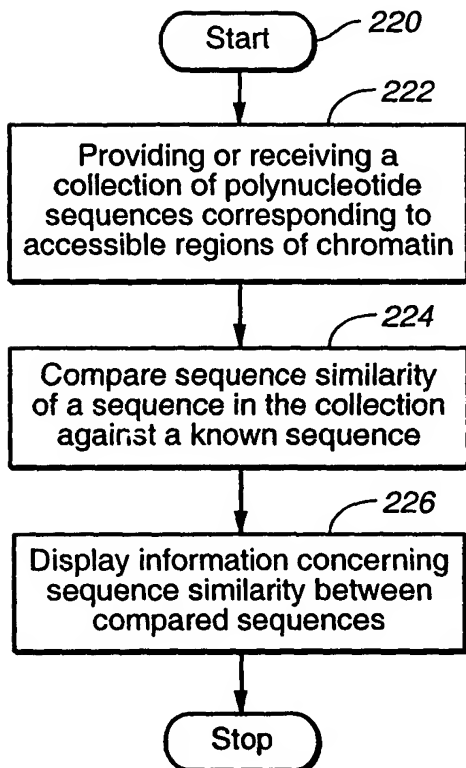 Start
220
222
Providing or receiving a
collection of polynucleotide
sequences corresponding to
accessible regions of chromatin
224
Compare sequence similarity
of a sequence in the collection
against a known sequence
226
Display information concerning
sequence similarity between
compared sequences
Stop